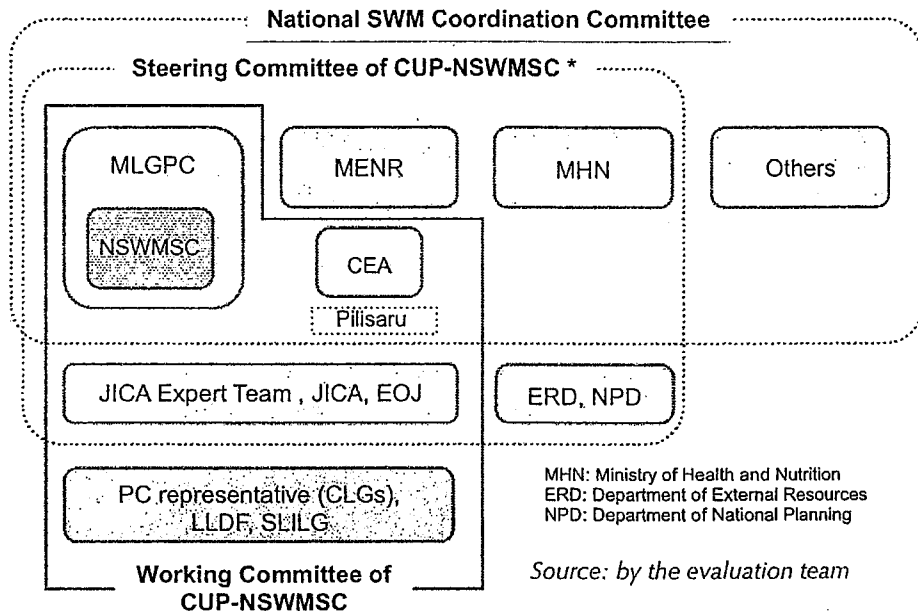 National SWM Coordination Committee
Steering Committee of CUP-NSWMSC *
MLGPC
MENR
MHN
Others
NSWMSC
CEA
Pilisaru
JICA Expert Team , JICA, EOJ
ERD, NPD
PC representative (CLGs),
LLDF, SLILG
MHN: Ministry of Health and Nutrition
ERD: Department of External Resources
NPD: Department of National Planning
Working Committee of
CUP-NSWMSC
Source: by the evaluation team